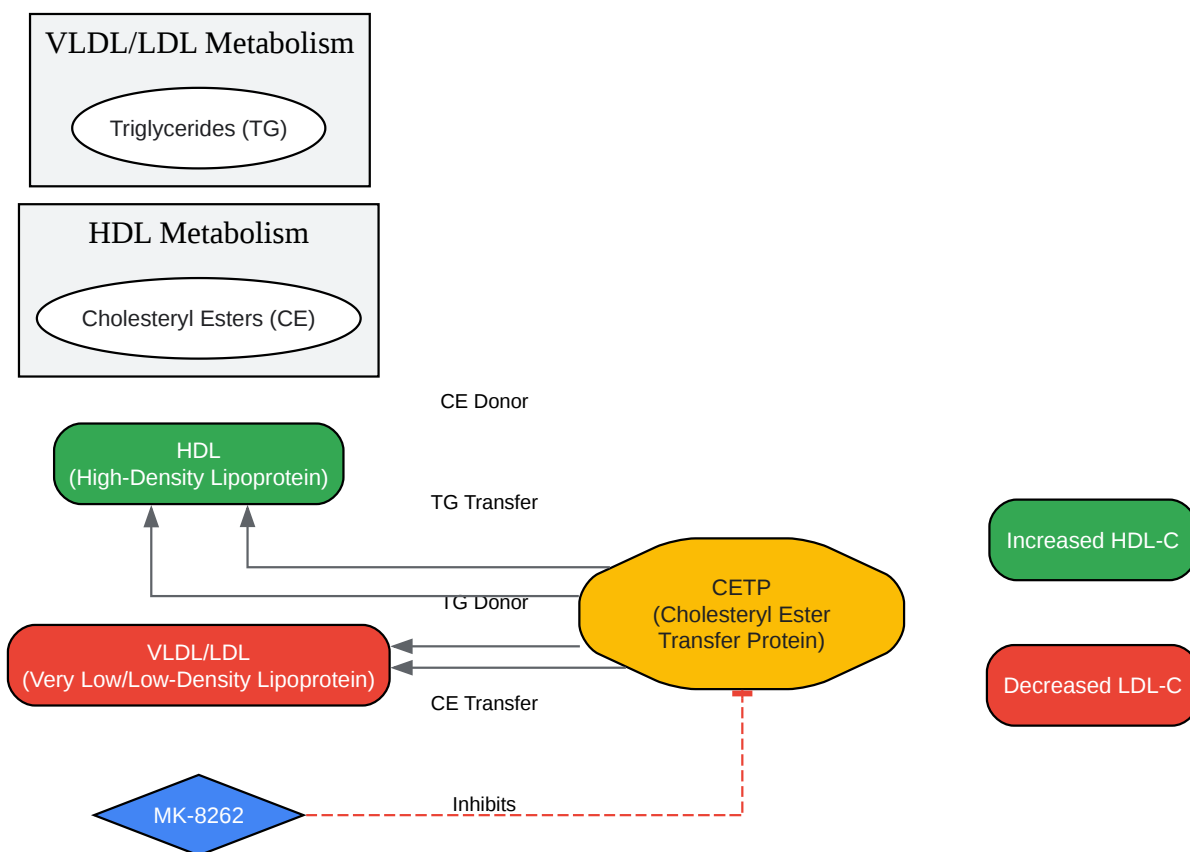 VLDL/LDL Metabolism
Triglycerides (TG)
HDL Metabolism
Cholesteryl Esters (CE)
CE Donor
HDL
(High-Density Lipoprotein)
TG Transfer
Increased HDL-C
CETP
(Cholesteryl Ester
Transfer Protein)
TG Donor
VLDL/LDL
(Very Low/Low-Density Lipoprotein)
Decreased LDL-C
CE Transfer
Inhibits
MK-8262